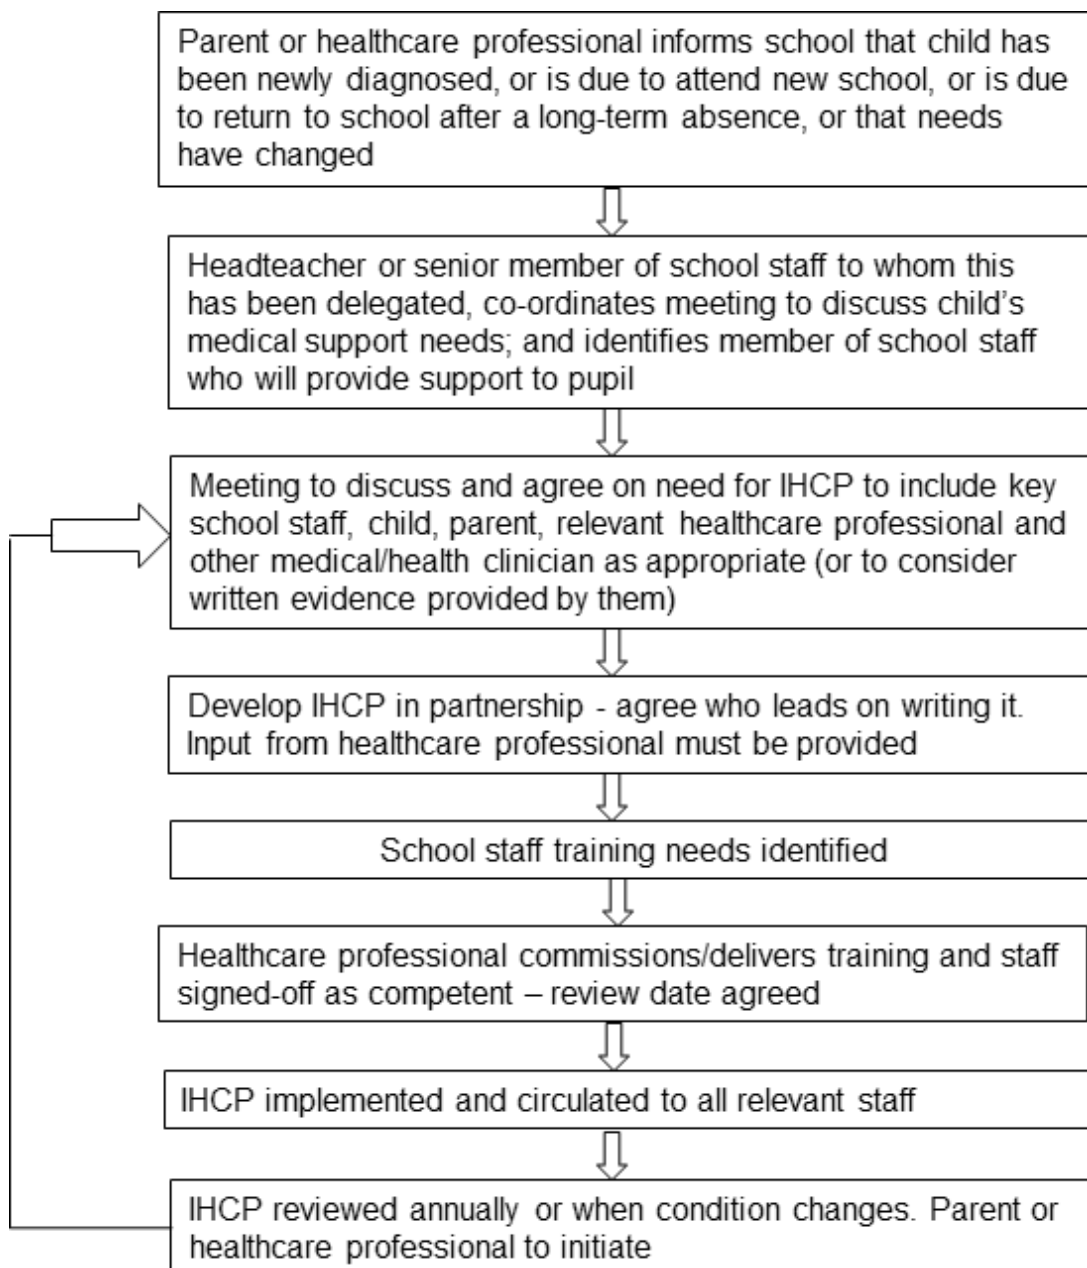 Parent or healthcare professional informs school that child has
been newly diagnosed, or is due to attend new school, or is due
to return to school after a long-term absence, or that needs
have changed
Headteacher or senior member of school staff to whom this
has been delegated, co-ordinates meeting to discuss child's
medical support needs; and identifies member of school staff
who will provide support to pupil
Meeting to discuss and agree on need for IHCP to include key
school staff, child, parent, relevant healthcare professional and
other medical/health clinician as appropriate (or to consider
written evidence provided by them)
Develop IHCP in partnership - agree who leads on writing it.
Input from healthcare professional must be provided
School staff training needs identified
Healthcare professional commissions/delivers training and staff
signed-off as competent – review date agreed
IHCP implemented and circulated to all relevant staff
IHCP reviewed annually or when condition changes. Parent or
healthcare professional to initiate